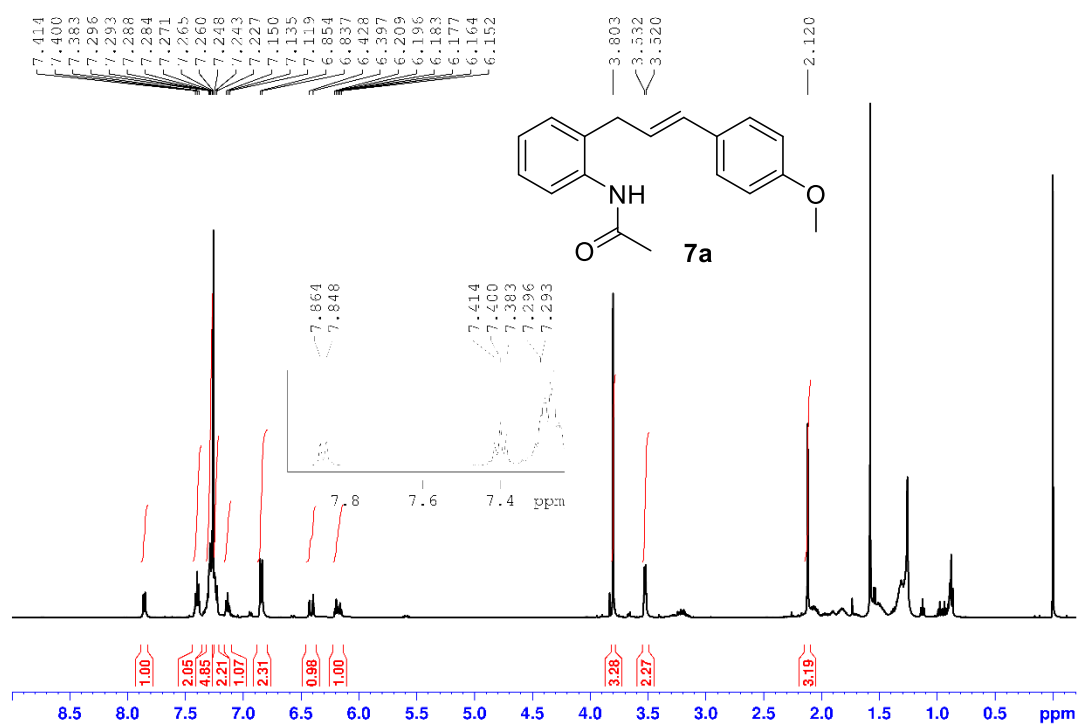 7.414 7.400 7.383 7.296 7.293 7.288 7.284 7.271 7.265 7.260 7.248 7.243 7.227 7.150 7.135 7.119 6.854 6.837 6.428 6.397 6.209 6.196 6.183 6.177 6.164 6.152 3.803 3.532 3.520 2.120
NH
O
O
7a
7.864 7.848 7.414 7.400 7.383 7.296 7.293
7.8 7.6 7.4 ppm
1.00 2.05 4.85 2.21 1.07 2.31 0.98 1.00 3.28 2.27 3.19
8.5 8.0 7.5 7.0 6.5 6.0 5.5 5.0 4.5 4.0 3.5 3.0 2.5 2.0 1.5 1.0 0.5 ppm